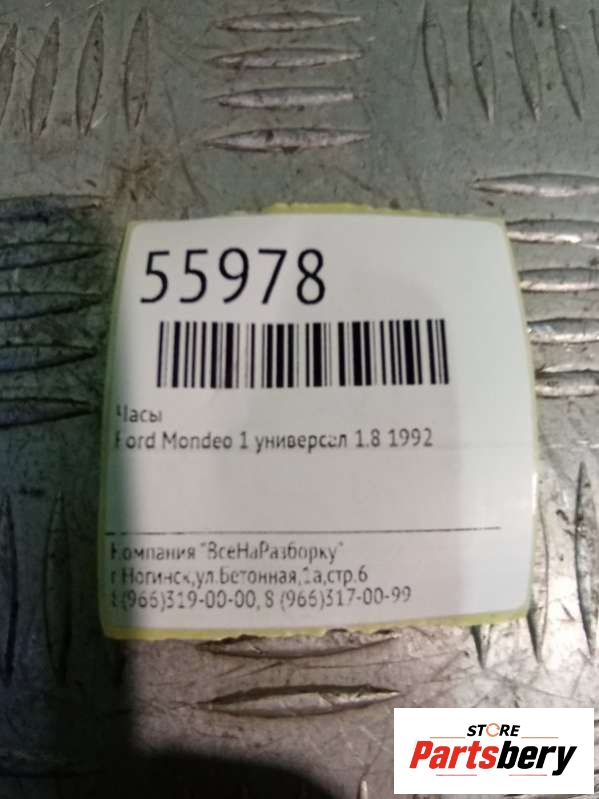 55978
Часы
Ford Mondeo 1 универсал 1.8 1992
Компания "ВсеНаРазборку"
г Ногинск,ул.Бетонная,1а,стр.6
8 (966)319-00-00, 8 (966)317-00-99
STORE
Partsbery